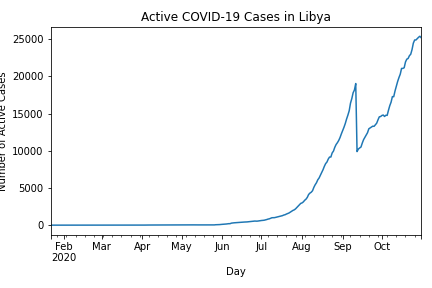 Active COVID-19 Cases in Libya
Number of Active Cases
25000
20000
15000
10000
5000
0
Feb Mar Apr May Jun Jul Aug Sep Oct
2020
Day